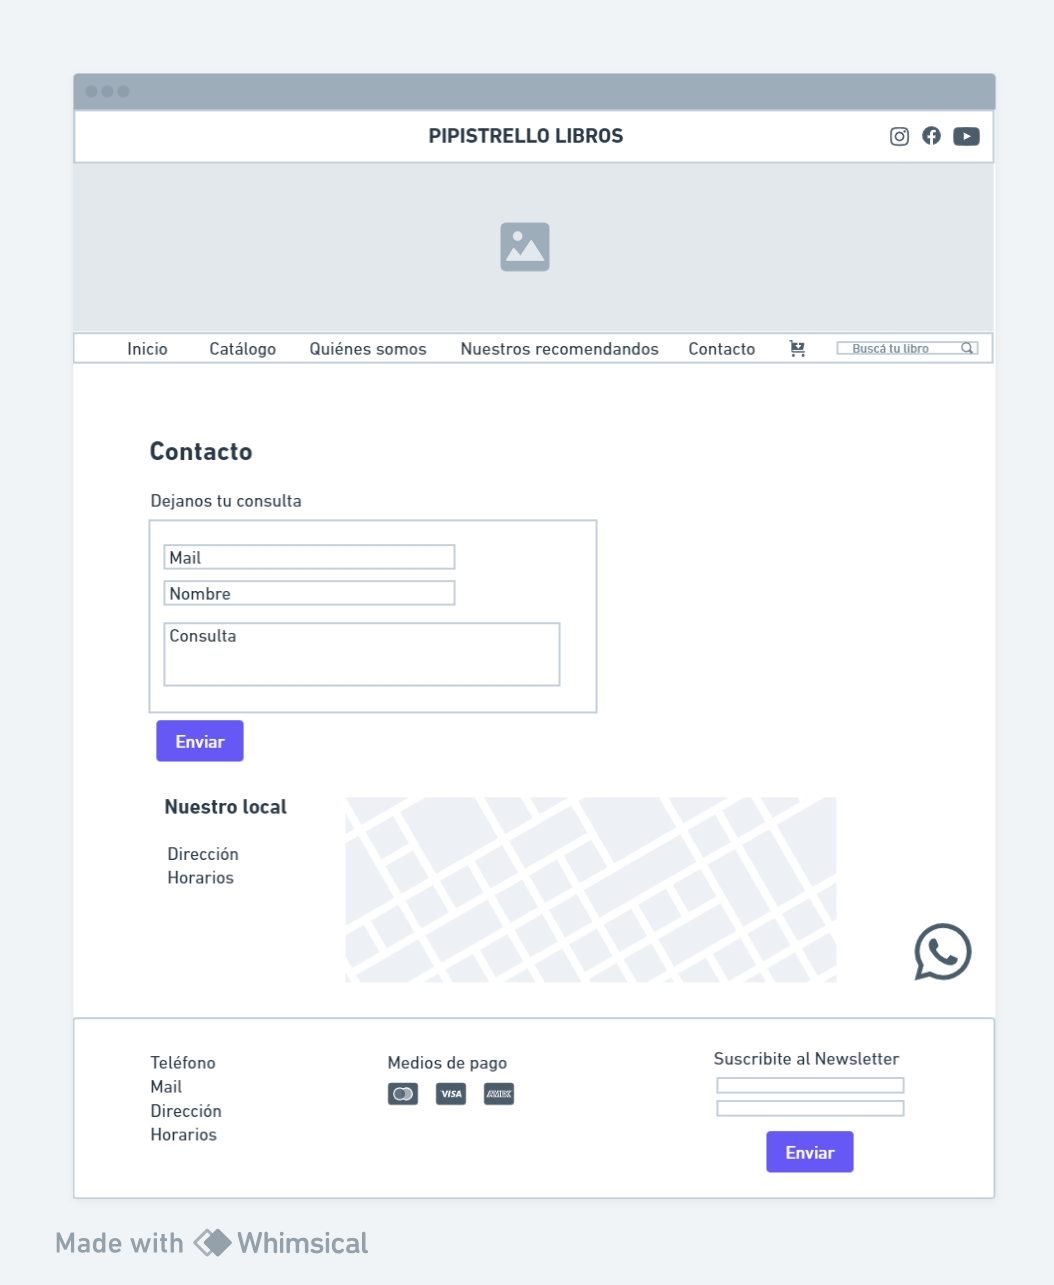 PIPISTRELLO LIBROS
Inicio Catálogo Quiénes somos Nuestros recomendandos Contacto Buscá tu libro
Contacto
Dejanos tu consulta
Mail
Nombre
Consulta
Enviar
Nuestro local
Dirección
Horarios
Teléfono
Mail
Dirección
Horarios
Medios de pago
VISA
AMEX
Suscribite al Newsletter
Enviar
Made with Whimsical